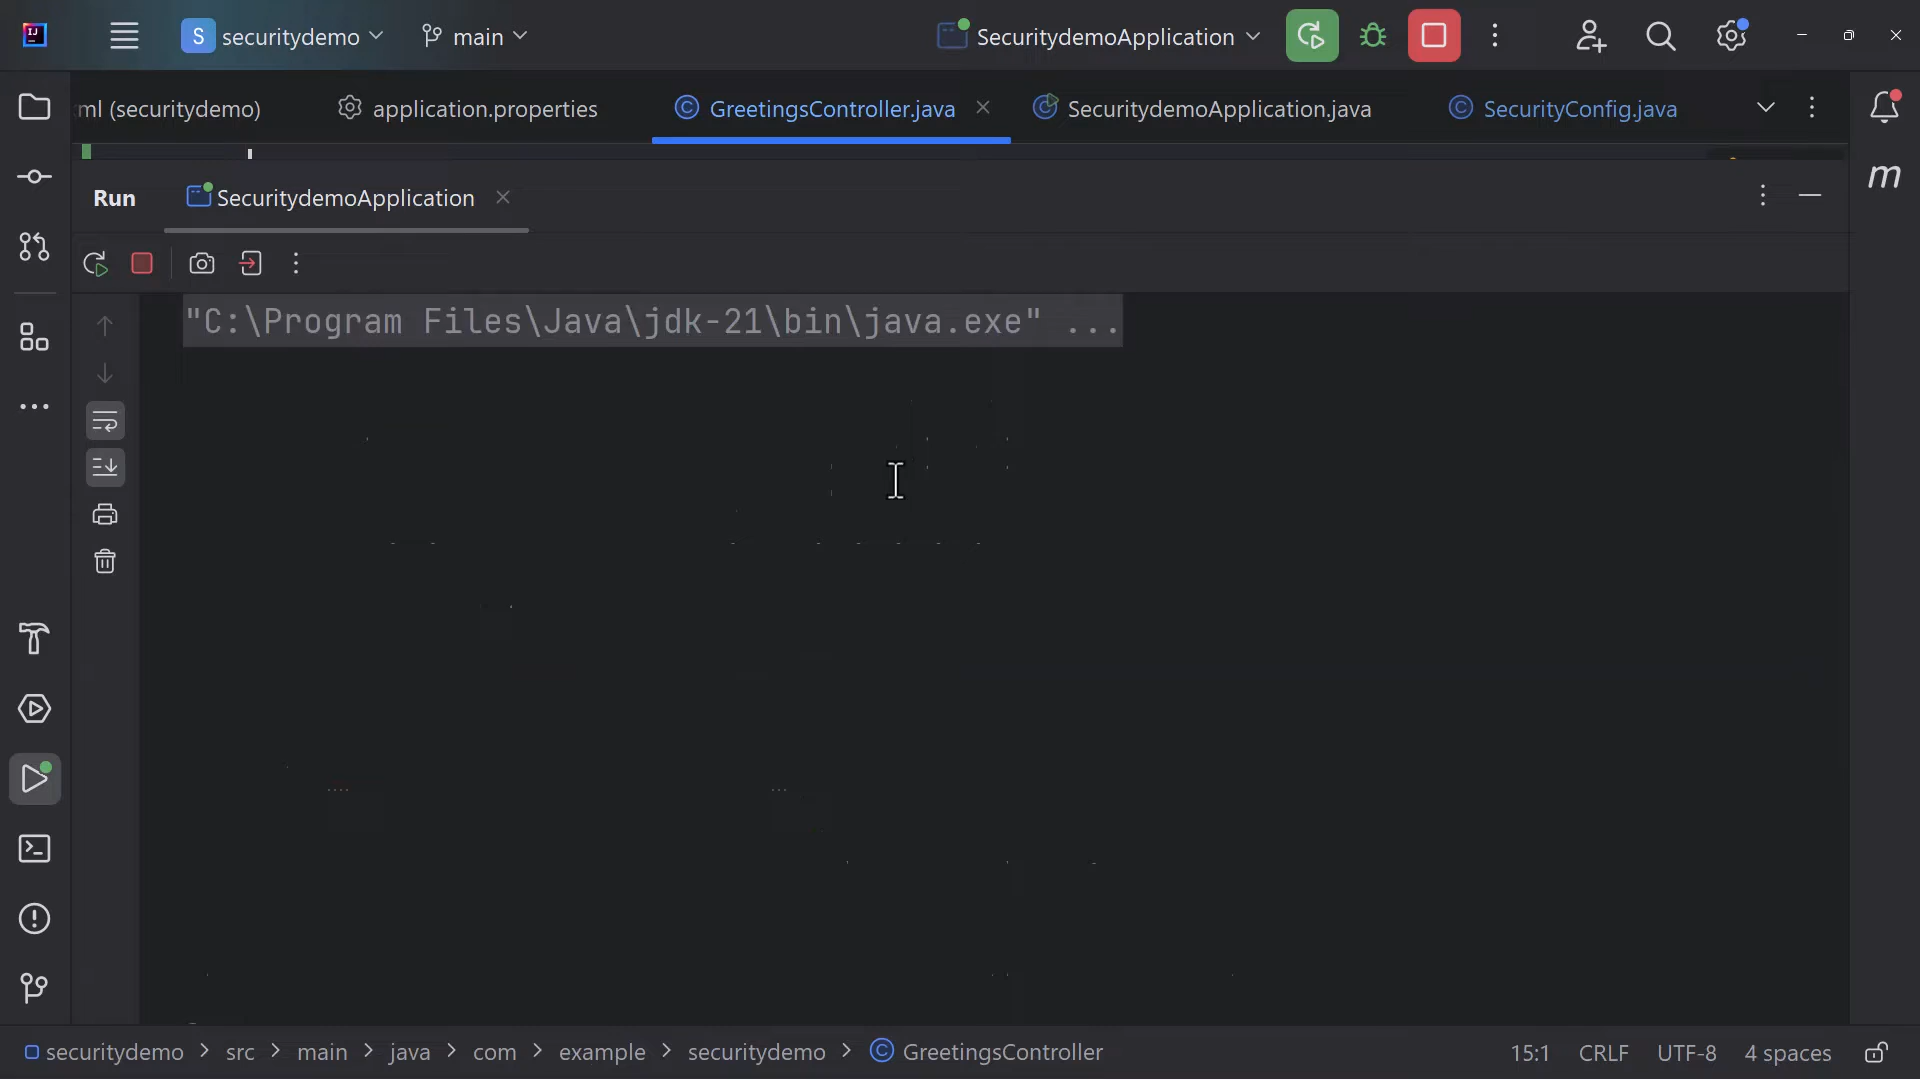 S securitydemo main SecuritydemoApplication
ml (securitydemo) application.properties GreetingsController.java SecuritydemoApplication.java SecurityConfig.java
Run SecuritydemoApplication
"C:\Program Files\Java\jdk-21\bin\java.exe" ...
securitydemo > src > main > java > com > example > securitydemo > GreetingsController 15:1 CRLF UTF-8 4 spaces